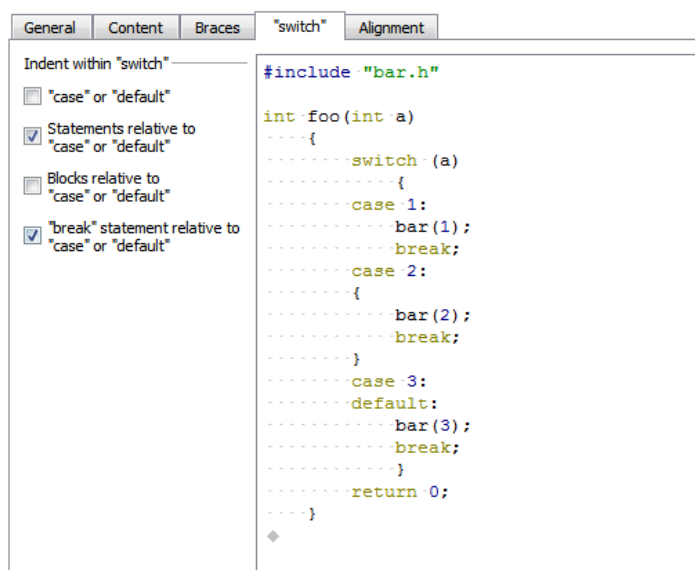 General Content Braces "switch" Alignment
Indent within "switch"
"case" or "default"
Statements relative to
"case" or "default"
Blocks relative to
"case" or "default"
"break" statement relative to
"case" or "default"
#include "bar.h"
int foo(int a)
    {
        switch (a)
            {
        case 1:
            bar(1);
            break;
        case 2:
        {
            bar(2);
            break;
        }
        case 3:
        default:
            bar(3);
            break;
            }
        return 0;
    }